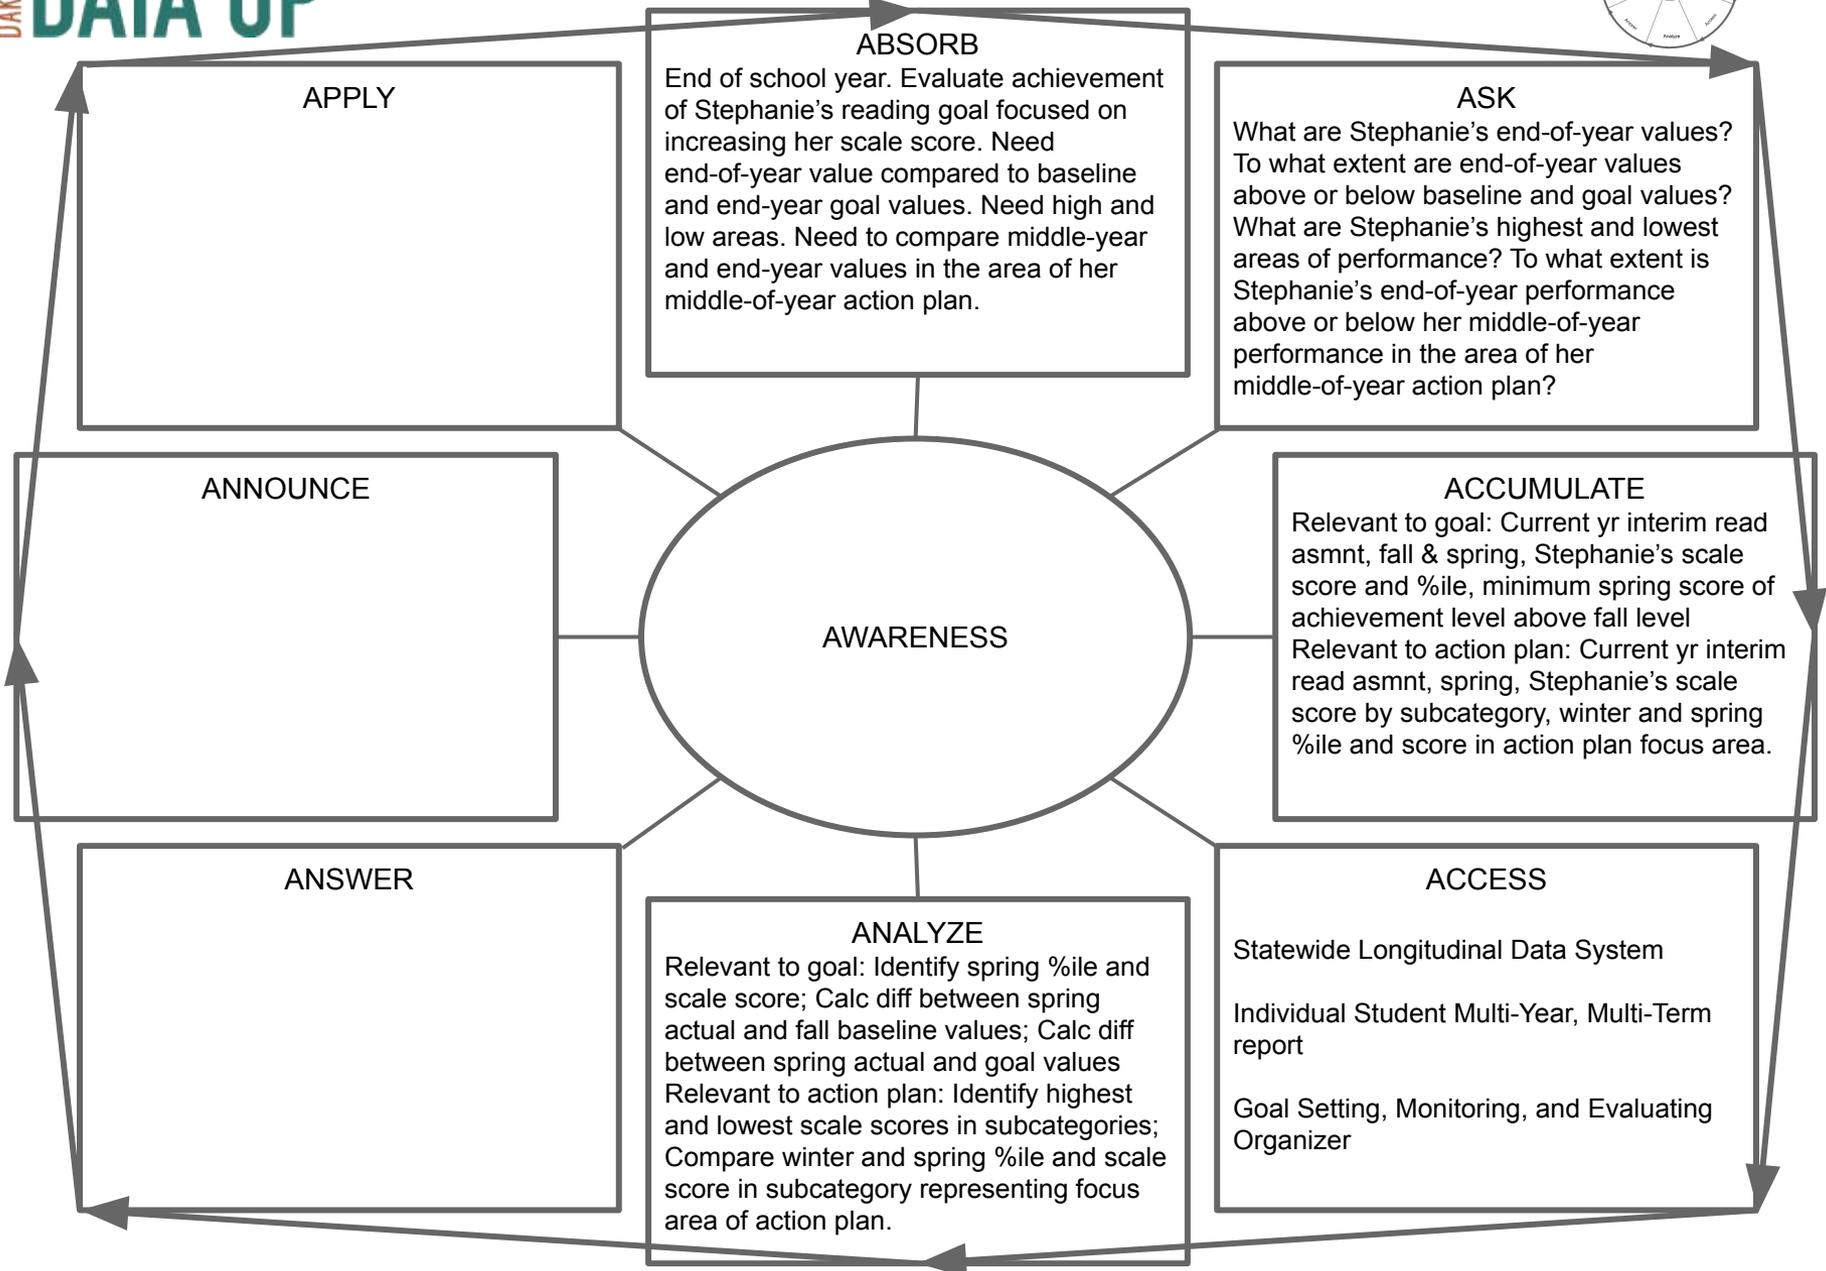 DATA UP
ABSORB
End of school year. Evaluate achievement
of Stephanie’s reading goal focused on
increasing her scale score. Need
end-of-year value compared to baseline
and end-year goal values. Need high and
low areas. Need to compare middle-year
and end-year values in the area of her
middle-of-year action plan.
Access
Analyze
Answer
ASK
What are Stephanie’s end-of-year values?
To what extent are end-of-year values
above or below baseline and goal values?
What are Stephanie’s highest and lowest
areas of performance? To what extent is
Stephanie’s end-of-year performance
above or below her middle-of-year
performance in the area of her
middle-of-year action plan?
ACCUMULATE
Relevant to goal: Current yr interim read
asmnt, fall & spring, Stephanie’s scale
score and %ile, minimum spring score of
achievement level above fall level
Relevant to action plan: Current yr interim
read asmnt, spring, Stephanie’s scale
score by subcategory, winter and spring
%ile and score in action plan focus area.
ACCESS
Statewide Longitudinal Data System
Individual Student Multi-Year, Multi-Term
report
Goal Setting, Monitoring, and Evaluating
Organizer
ANALYZE
Relevant to goal: Identify spring %ile and
scale score; Calc diff between spring
actual and fall baseline values; Calc diff
between spring actual and goal values
Relevant to action plan: Identify highest
and lowest scale scores in subcategories;
Compare winter and spring %ile and scale
score in subcategory representing focus
area of action plan.
ANSWER
ANNOUNCE
APPLY
AWARENESS